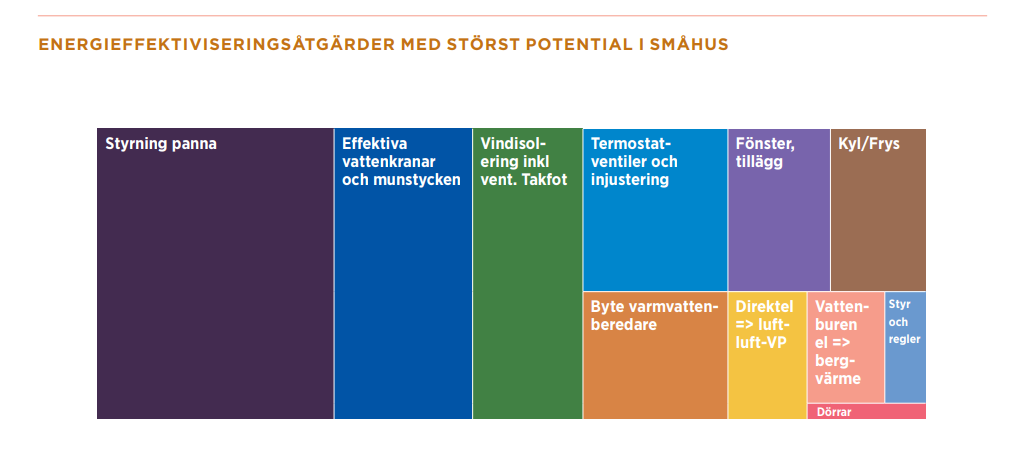 ENERGIEFFEKTIVISERINGSÅTGÄRDER MED STÖRST POTENTIAL I SMÅHUS
Styrning panna
Effektiva
vattenkranar
och munstycken
Vindisol-
ering inkl
vent. Takfot
Termostat-
ventiler och
injustering
Fönster,
tillägg
Kyl/Frys
Byte varmvatten-
beredare
Direktel
=> luft-
luft-VP
Vatten-
buren
el =>
berg-
värme
Styr
och
regler
Dörrar